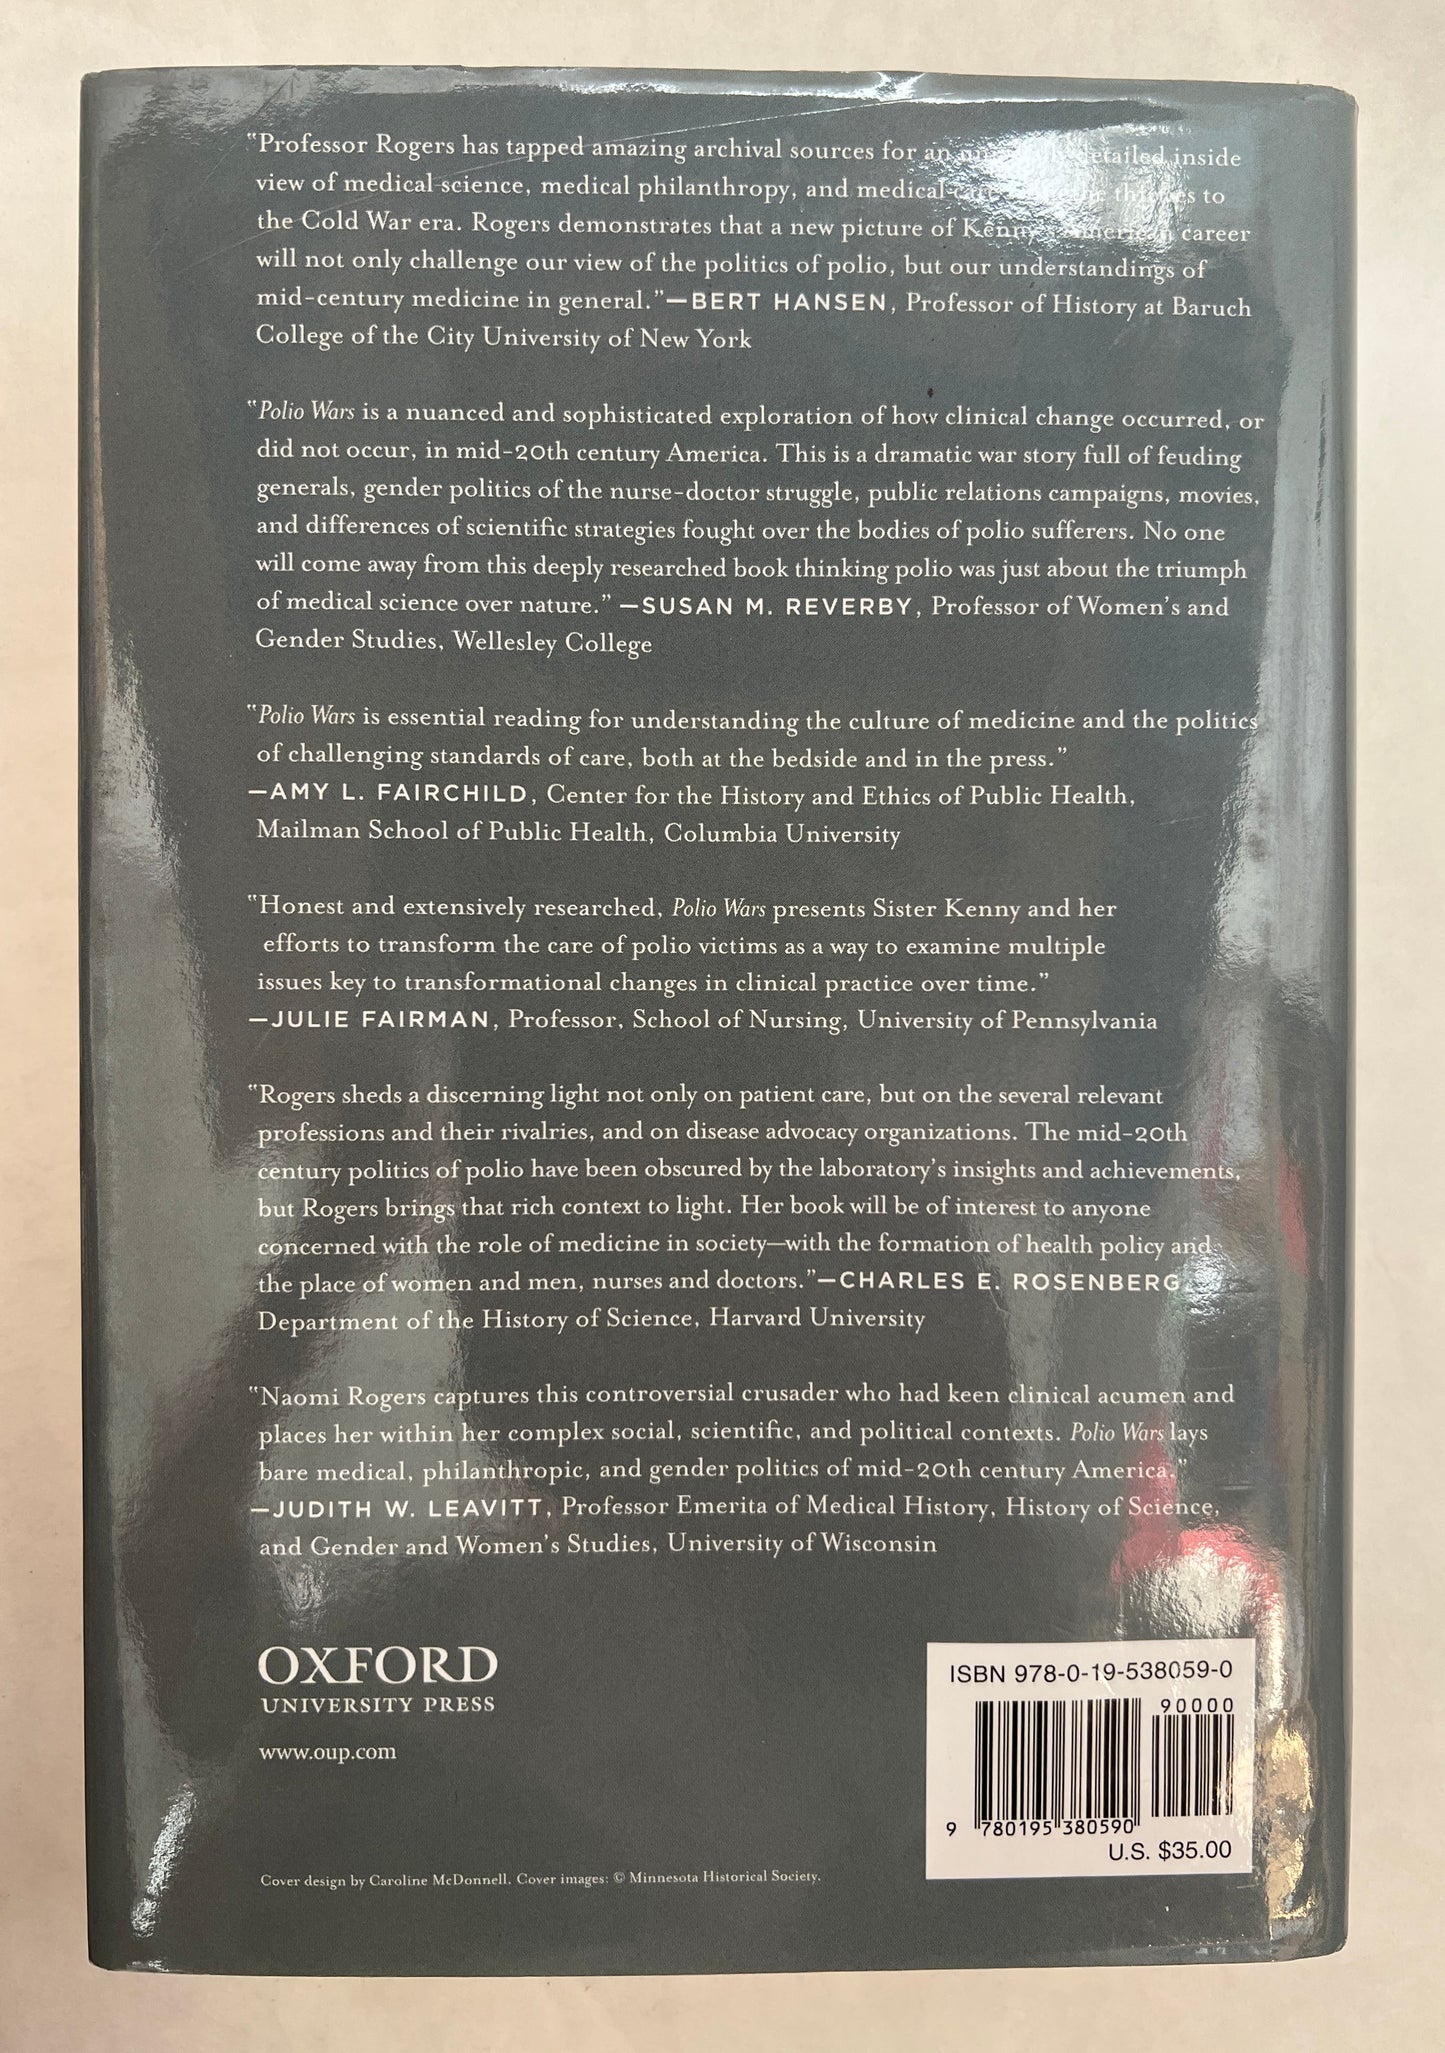 "Professor Rogers has tapped amazing archival sources for an detailed inside
view of medical science, medical philanthropy, and medical the thirties to
the Cold War era. Rogers demonstrates that a new picture of Kenny's American career
will not only challenge our view of the politics of polio, but our understandings of
mid-century medicine in general."—BERT HANSEN, Professor of History at Baruch
College of the City University of New York
"Polio Wars is a nuanced and sophisticated exploration of how clinical change occurred, or
did not occur, in mid-20th century America. This is a dramatic war story full of feuding
generals, gender politics of the nurse-doctor struggle, public relations campaigns, movies,
and differences of scientific strategies fought over the bodies of polio sufferers. No one
will come away from this deeply researched book thinking polio was just about the triumph
of medical science over nature." —SUSAN M. REVERBY, Professor of Women's and
Gender Studies, Wellesley College
"Polio Wars is essential reading for understanding the culture of medicine and the politics
of challenging standards of care, both at the bedside and in the press."
—AMY L. FAIRCHILD, Center for the History and Ethics of Public Health,
Mailman School of Public Health, Columbia University
"Honest and extensively researched, Polio Wars presents Sister Kenny and her
efforts to transform the care of polio victims as a way to examine multiple
issues key to transformational changes in clinical practice over time."
—JULIE FAIRMAN, Professor, School of Nursing, University of Pennsylvania
"Rogers sheds a discerning light not only on patient care, but on the several relevant
professions and their rivalries, and on disease advocacy organizations. The mid-20th
century politics of polio have been obscured by the laboratory's insights and achievements,
but Rogers brings that rich context to light. Her book will be of interest to anyone
concerned with the role of medicine in society—with the formation of health policy and
the place of women and men, nurses and doctors."—CHARLES E. ROSENBERG
Department of the History of Science, Harvard University
"Naomi Rogers captures this controversial crusader who had keen clinical acumen and
places her within her complex social, scientific, and political contexts. Polio Wars lays
bare medical, philanthropic, and gender politics of mid-20th century America."
—JUDITH W. LEAVITT, Professor Emerita of Medical History, History of Science,
and Gender and Women's Studies, University of Wisconsin
OXFORD
UNIVERSITY PRESS
www.oup.com
Cover design by Caroline McDonnell. Cover images: © Minnesota Historical Society.
ISBN 978-0-19-538059-0
90000
9 780195 380590
U.S. $35.00